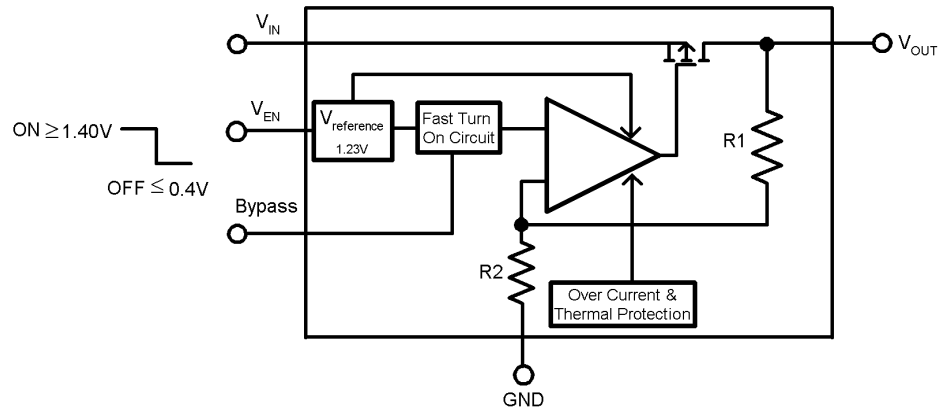 V_IN
V_OUT
V_EN
ON ≥ 1.40V
OFF ≤ 0.4V
V_reference
1.23V
Fast Turn
On Circuit
R1
Bypass
R2
Over Current &
Thermal Protection
GND